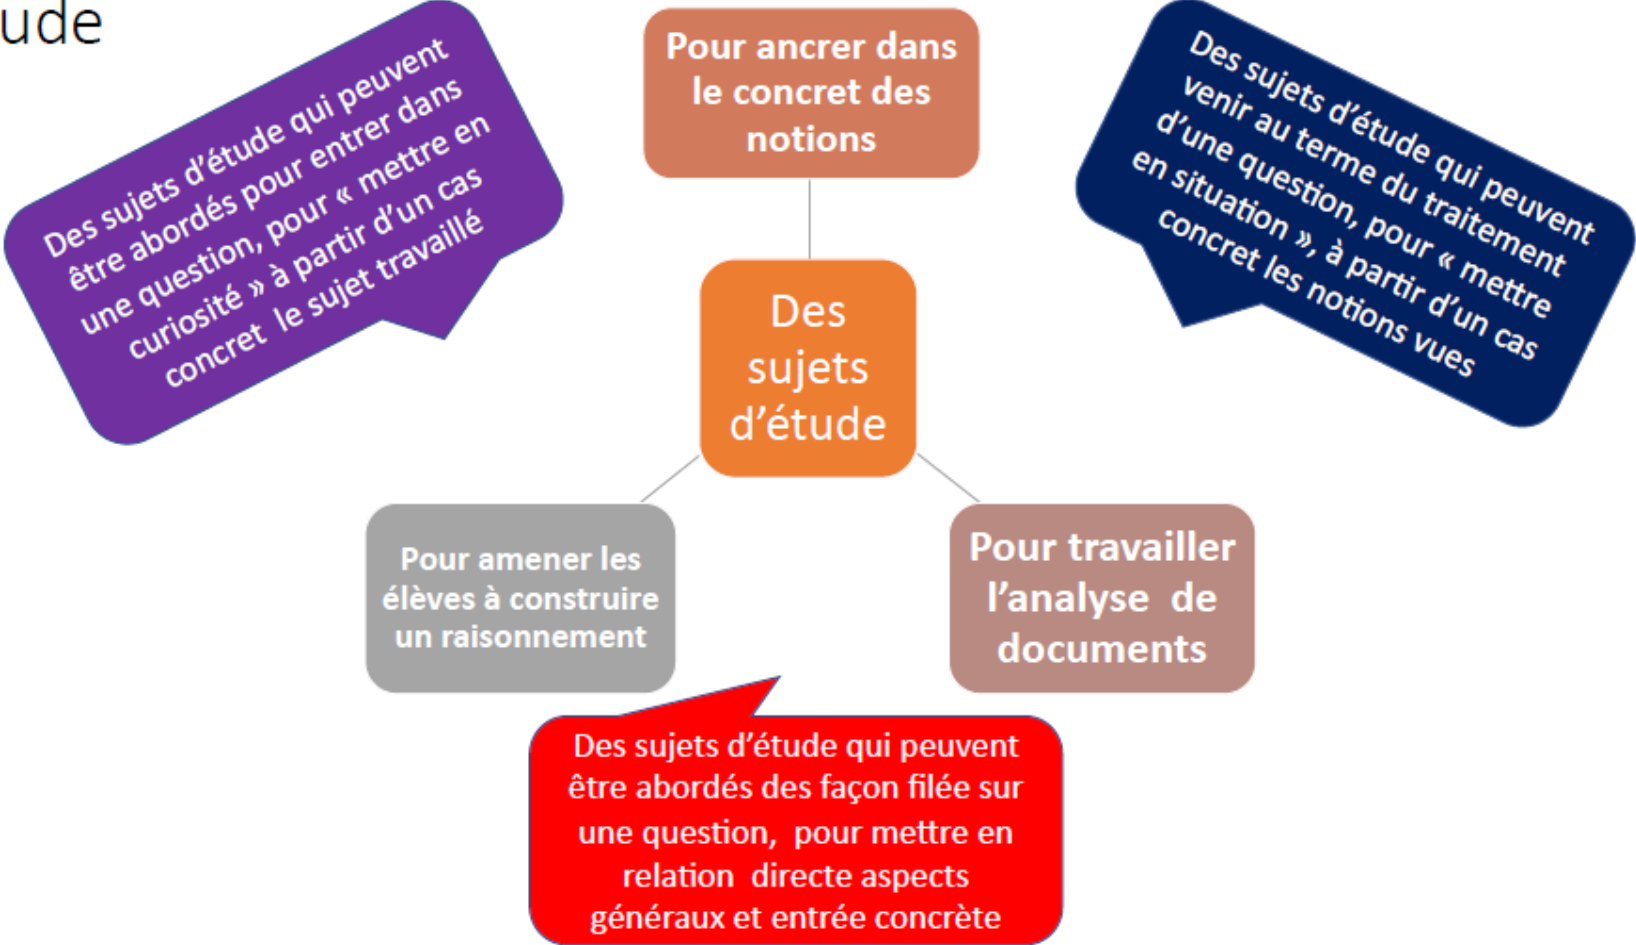 ude
Des sujets d’étude qui peuvent
être abordés pour entrer dans
une question, pour « mettre en
curiosité » à partir d’un cas
concret le sujet travaillé
Pour ancrer dans
le concret des
notions
Des sujets d’étude qui peuvent
venir au terme du traitement
d’une question, pour « mettre
en situation », à partir d’un cas
concret les notions vues
Des
sujets
d’étude
Pour amener les
élèves à construire
un raisonnement
Pour travailler
l’analyse de
documents
Des sujets d’étude qui peuvent
être abordés des façon filée sur
une question, pour mettre en
relation directe aspects
généraux et entrée concrète